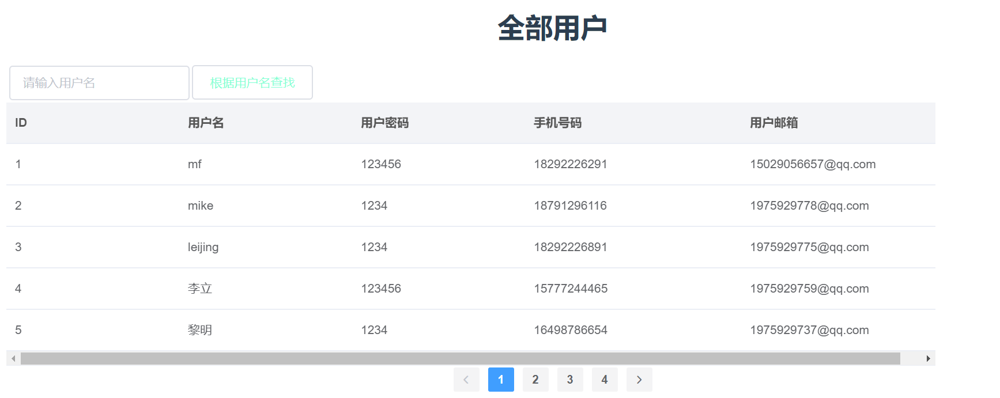 全部用户
请输入用户名 根据用户名查找
ID 用户名 用户密码 手机号码 用户邮箱
1 mf 123456 18292226291 15029056657@qq.com
2 mike 1234 18791296116 1975929778@qq.com
3 leijing 1234 18292226891 1975929775@qq.com
4 李立 123456 15777244465 1975929759@qq.com
5 黎明 1234 16498786654 1975929737@qq.com
1 2 3 4